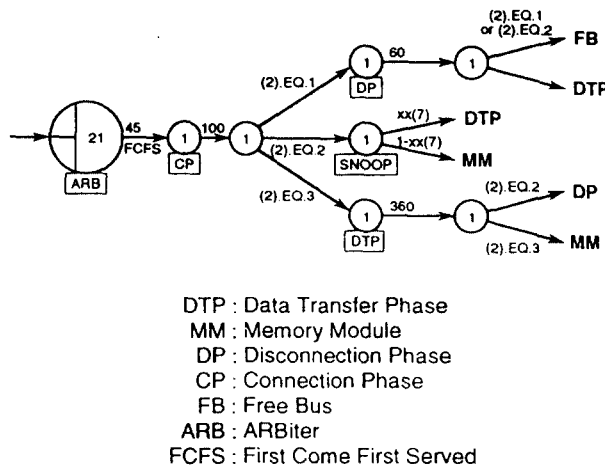 (2).EQ.1
or (2).EQ.2
FB
1
60
1
DP
DTP
(2).EQ.1
21
45
FCFS
ARB
1
100
CP
1
(2).EQ.2
1
SNOOP
xx(7)
DTP
1-xx(7)
MM
(2).EQ.3
1
360
1
DTP
(2).EQ.2
DP
(2).EQ.3
MM
DTP : Data Transfer Phase
MM : Memory Module
DP : Disconnection Phase
CP : Connection Phase
FB : Free Bus
ARB : ARBiter
FCFS : First Come First Served